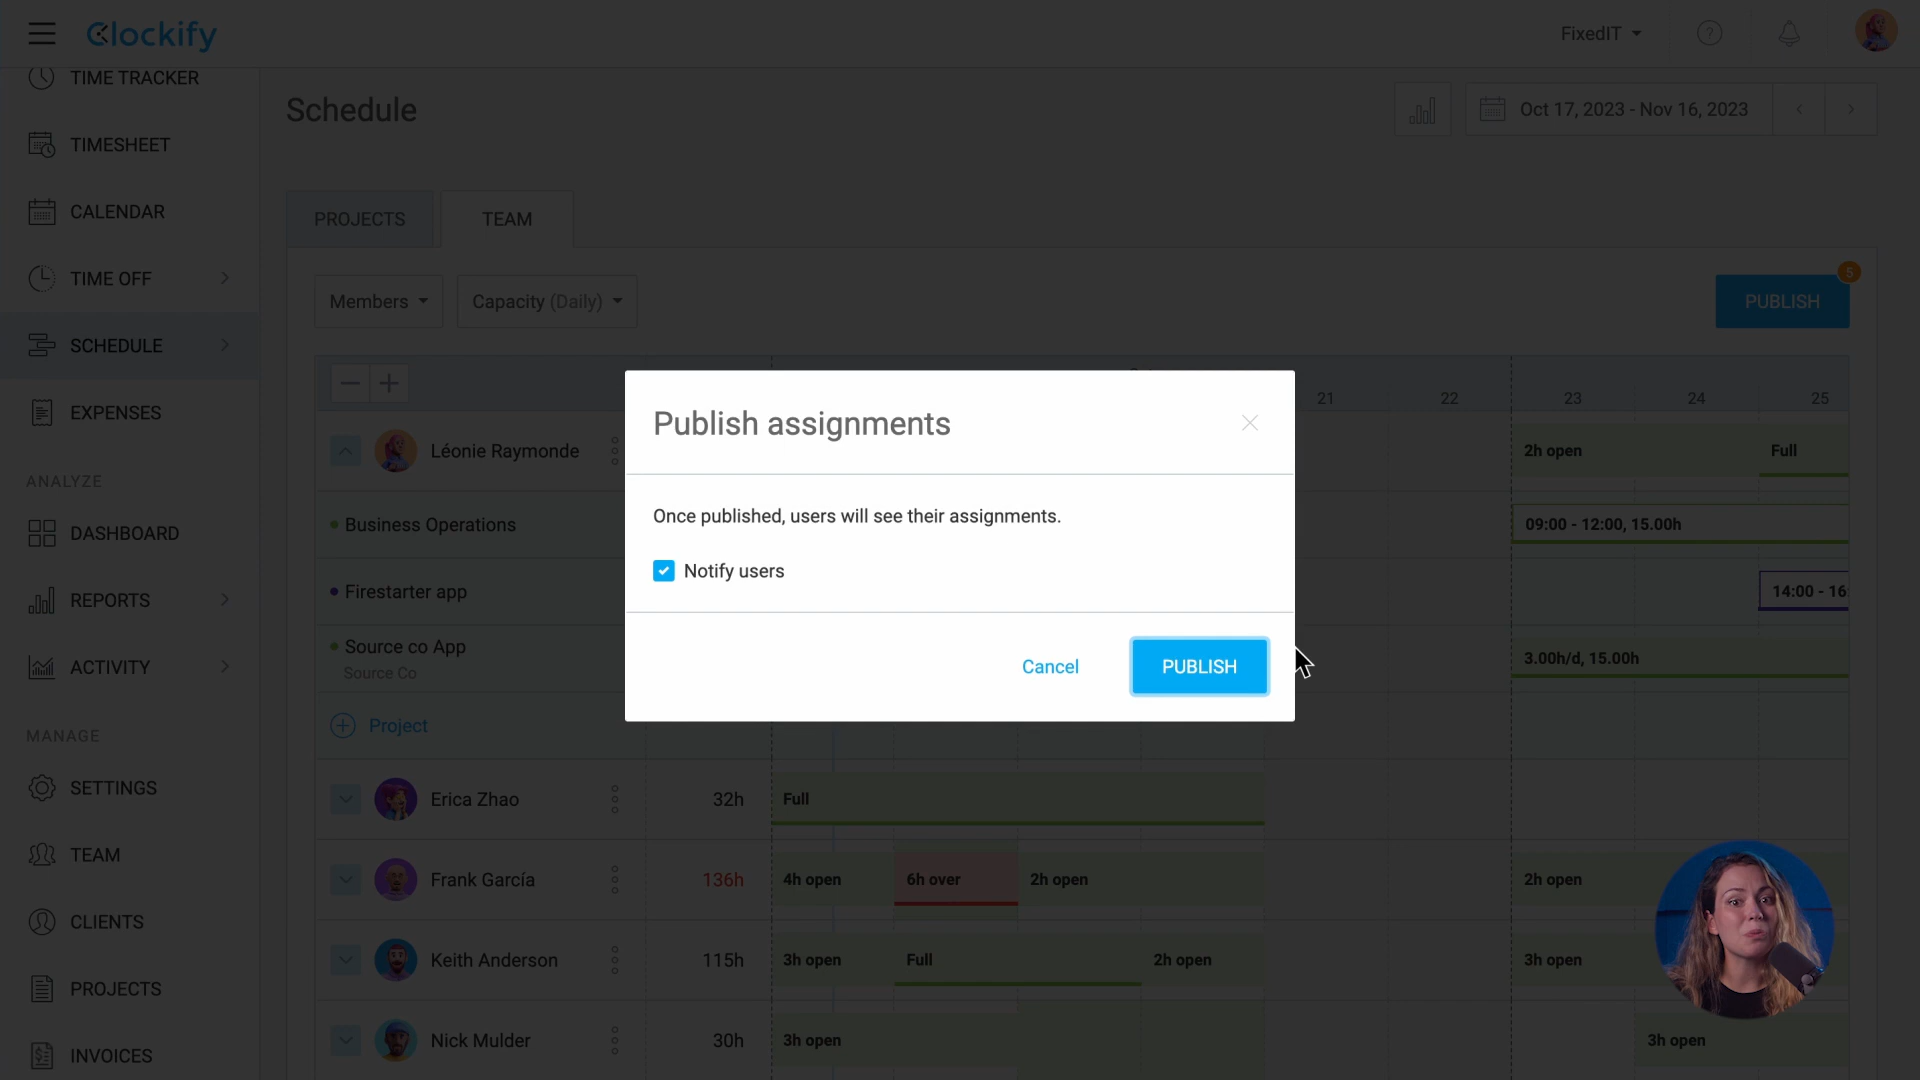 Clockify
FixedIT
?
TIME TRACKER
TIMESHEET
CALENDAR
TIME OFF
SCHEDULE
EXPENSES
ANALYZE
DASHBOARD
REPORTS
ACTIVITY
MANAGE
SETTINGS
TEAM
CLIENTS
PROJECTS
INVOICES
Schedule
Oct 17, 2023 - Nov 16, 2023
PROJECTS
TEAM
Members
Capacity (Daily)
PUBLISH
5
21 22 23 24 25
Léonie Raymonde
2h open Full
Business Operations
09:00 - 12:00, 15.00h
Firestarter app
14:00 - 16:
Source co App
Source Co
3.00h/d, 15.00h
Project
Erica Zhao 32h Full
Frank García 136h 4h open 6h over 2h open 2h open
Keith Anderson 115h 3h open Full 2h open 3h open
Nick Mulder 30h 3h open 3h open
Publish assignments
Once published, users will see their assignments.
Notify users
Cancel
PUBLISH